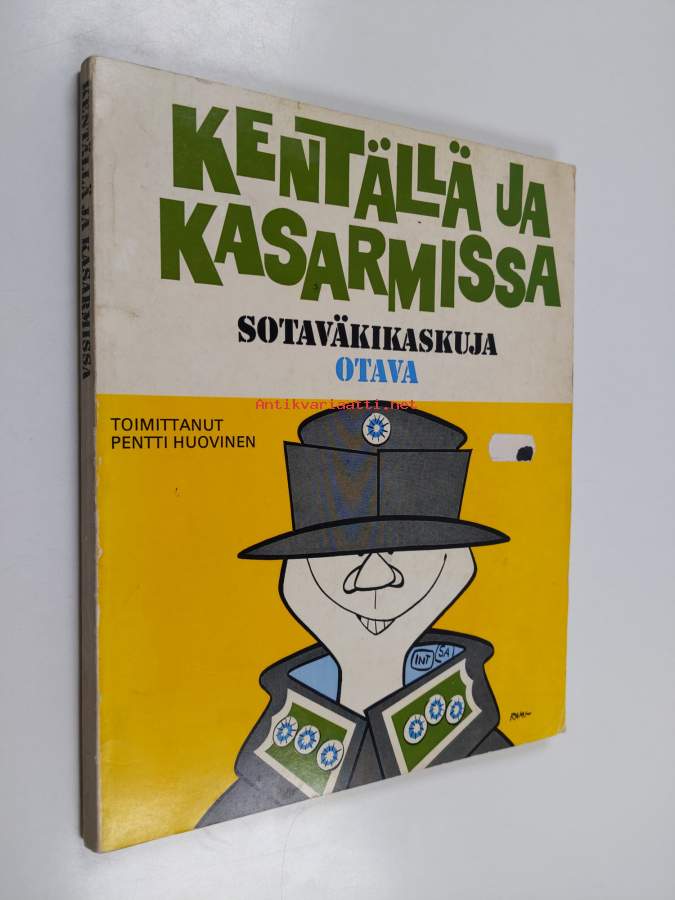 KENTÄLLÄ JA KASARMISSA
KENTÄLLÄ JA
KASARMISSA
SOTAVÄKIKASKUJA
OTAVA
Antikvariaatti.net
TOIMITTANUT
PENTTI HUOVINEN
INT SA